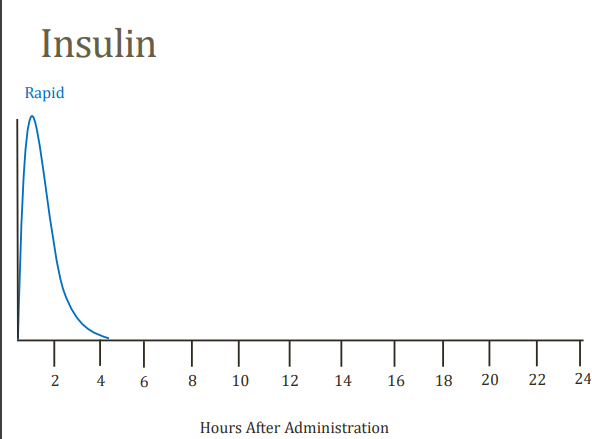 Insulin
Rapid
2 4 6 8 10 12 14 16 18 20 22 24
Hours After Administration